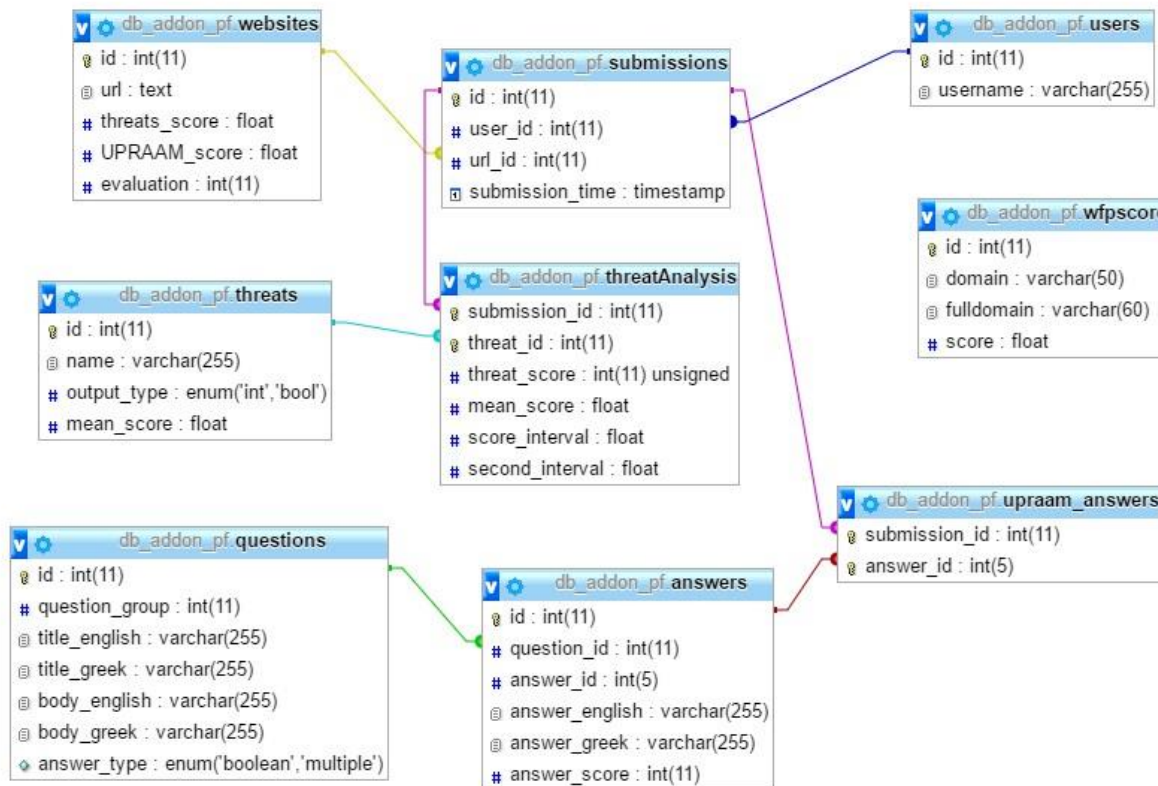 db_addon_pf.websites
id : int(11)
url : text
threats_score : float
UPRAAM_score : float
evaluation : int(11)
db_addon_pf.submissions
id : int(11)
user_id : int(11)
url_id : int(11)
submission_time : timestamp
db_addon_pf.users
id : int(11)
username : varchar(255)
db_addon_pf.wfpscore
id : int(11)
domain : varchar(50)
fulldomain : varchar(60)
score : float
db_addon_pf.threats
id : int(11)
name : varchar(255)
output_type : enum('int','bool')
mean_score : float
db_addon_pf.threatAnalysis
submission_id : int(11)
threat_id : int(11)
threat_score : int(11) unsigned
mean_score : float
score_interval : float
second_interval : float
db_addon_pf.upraam_answers
submission_id : int(11)
answer_id : int(5)
db_addon_pf.questions
id : int(11)
question_group : int(11)
title_english : varchar(255)
title_greek : varchar(255)
body_english : varchar(255)
body_greek : varchar(255)
answer_type : enum('boolean','multiple')
db_addon_pf.answers
id : int(11)
question_id : int(11)
answer_id : int(5)
answer_english : varchar(255)
answer_greek : varchar(255)
answer_score : int(11)